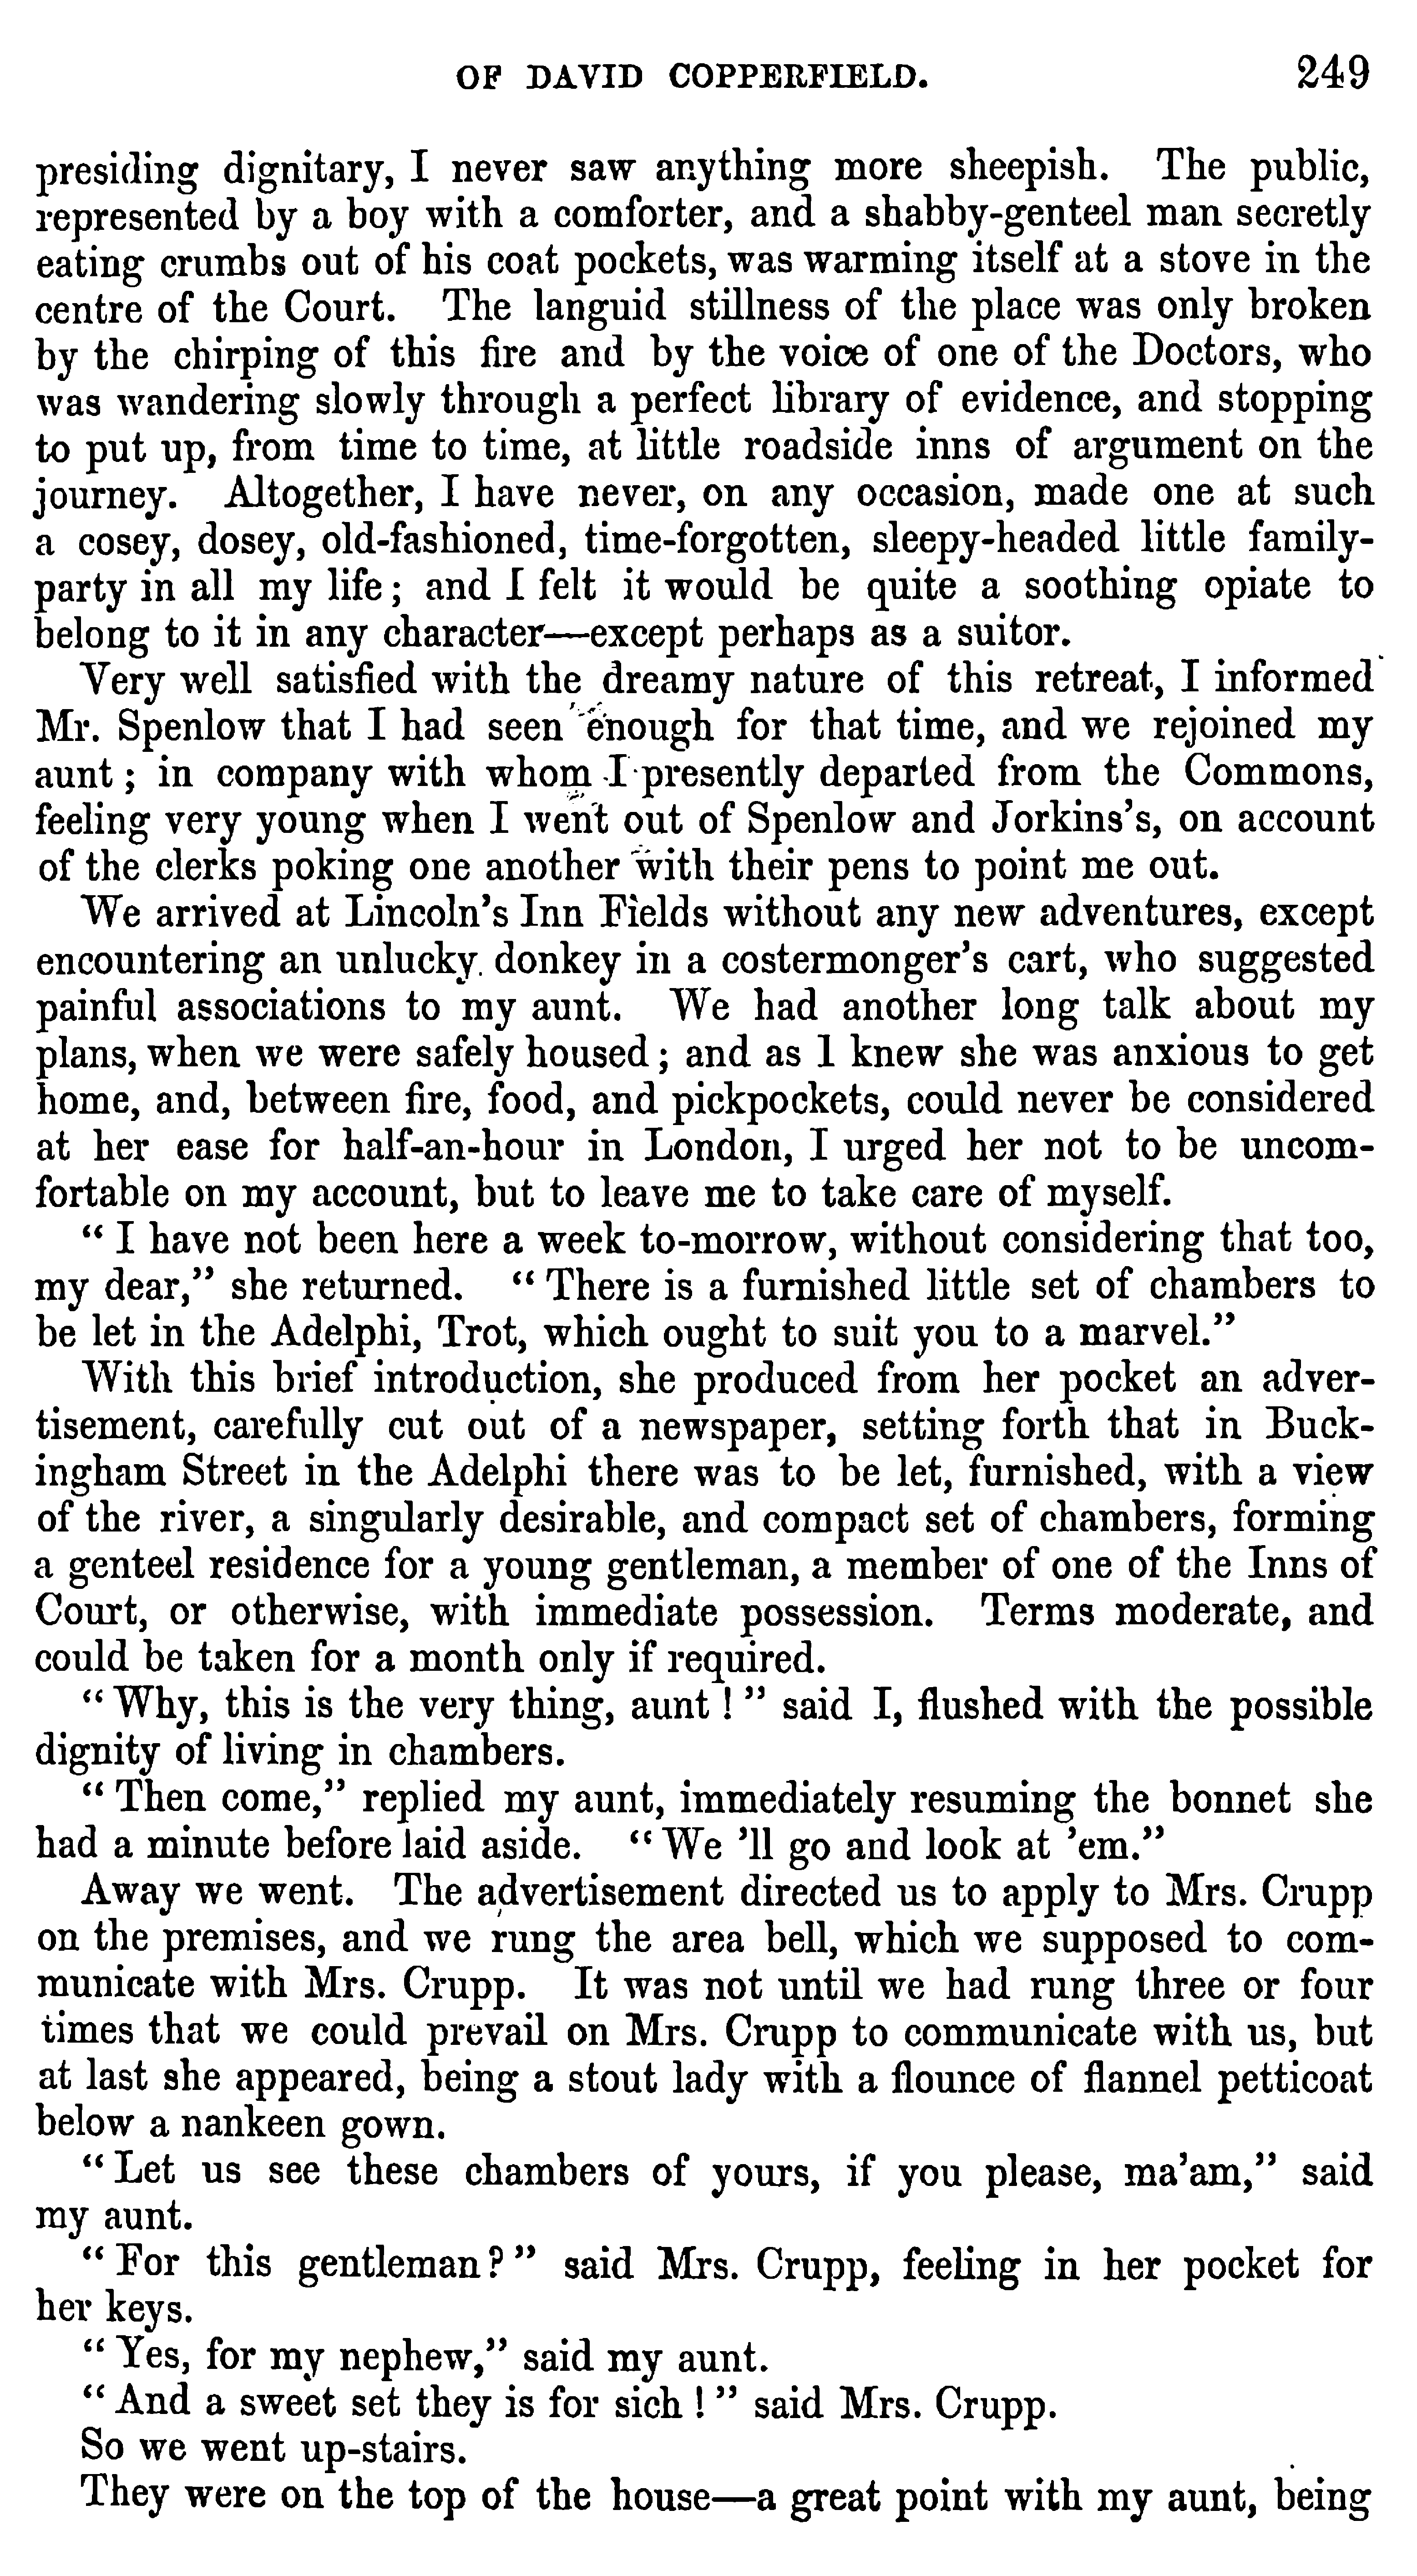 OF DAVID COPPERFIELD. 249
presiding dignitary, I never saw anything more sheepish. The public,
represented by a boy with a comforter, and a shabby-genteel man secretly
eating crumbs out of his coat pockets, was warming itself at a stove in the
centre of the Court. The languid stillness of the place was only broken
by the chirping of this fire and by the voice of one of the Doctors, who
was wandering slowly through a perfect library of evidence, and stopping
to put up, from time to time, at little roadside inns of argument on the
journey. Altogether, I have never, on any occasion, made one at such
a cosey, dosey, old-fashioned, time-forgotten, sleepy-headed little family-
party in all my life; and I felt it would be quite a soothing opiate to
belong to it in any character—except perhaps as a suitor.
Very well satisfied with the dreamy nature of this retreat, I informed
Mr. Spenlow that I had seen enough for that time, and we rejoined my
aunt; in company with whom I presently departed from the Commons,
feeling very young when I went out of Spenlow and Jorkins's, on account
of the clerks poking one another with their pens to point me out.
We arrived at Lincoln's Inn Fields without any new adventures, except
encountering an unlucky donkey in a costermonger's cart, who suggested
painful associations to my aunt. We had another long talk about my
plans, when we were safely housed; and as I knew she was anxious to get
home, and, between fire, food, and pickpockets, could never be considered
at her ease for half-an-hour in London, I urged her not to be uncom-
fortable on my account, but to leave me to take care of myself.
"I have not been here a week to-morrow, without considering that too,
my dear," she returned. "There is a furnished little set of chambers to
be let in the Adelphi, Trot, which ought to suit you to a marvel."
With this brief introduction, she produced from her pocket an adver-
tisement, carefully cut out of a newspaper, setting forth that in Buck-
ingham Street in the Adelphi there was to be let, furnished, with a view
of the river, a singularly desirable, and compact set of chambers, forming
a genteel residence for a young gentleman, a member of one of the Inns of
Court, or otherwise, with immediate possession. Terms moderate, and
could be taken for a month only if required.
"Why, this is the very thing, aunt!" said I, flushed with the possible
dignity of living in chambers.
"Then come," replied my aunt, immediately resuming the bonnet she
had a minute before laid aside. "We 'll go and look at 'em."
Away we went. The advertisement directed us to apply to Mrs. Crupp
on the premises, and we rung the area bell, which we supposed to com-
municate with Mrs. Crupp. It was not until we had rung three or four
times that we could prevail on Mrs. Crupp to communicate with us, but
at last she appeared, being a stout lady with a flounce of flannel petticoat
below a nankeen gown.
"Let us see these chambers of yours, if you please, ma'am," said
my aunt.
"For this gentleman?" said Mrs. Crupp, feeling in her pocket for
her keys.
"Yes, for my nephew," said my aunt.
"And a sweet set they is for sich!" said Mrs. Crupp.
So we went up-stairs.
They were on the top of the house—a great point with my aunt, being